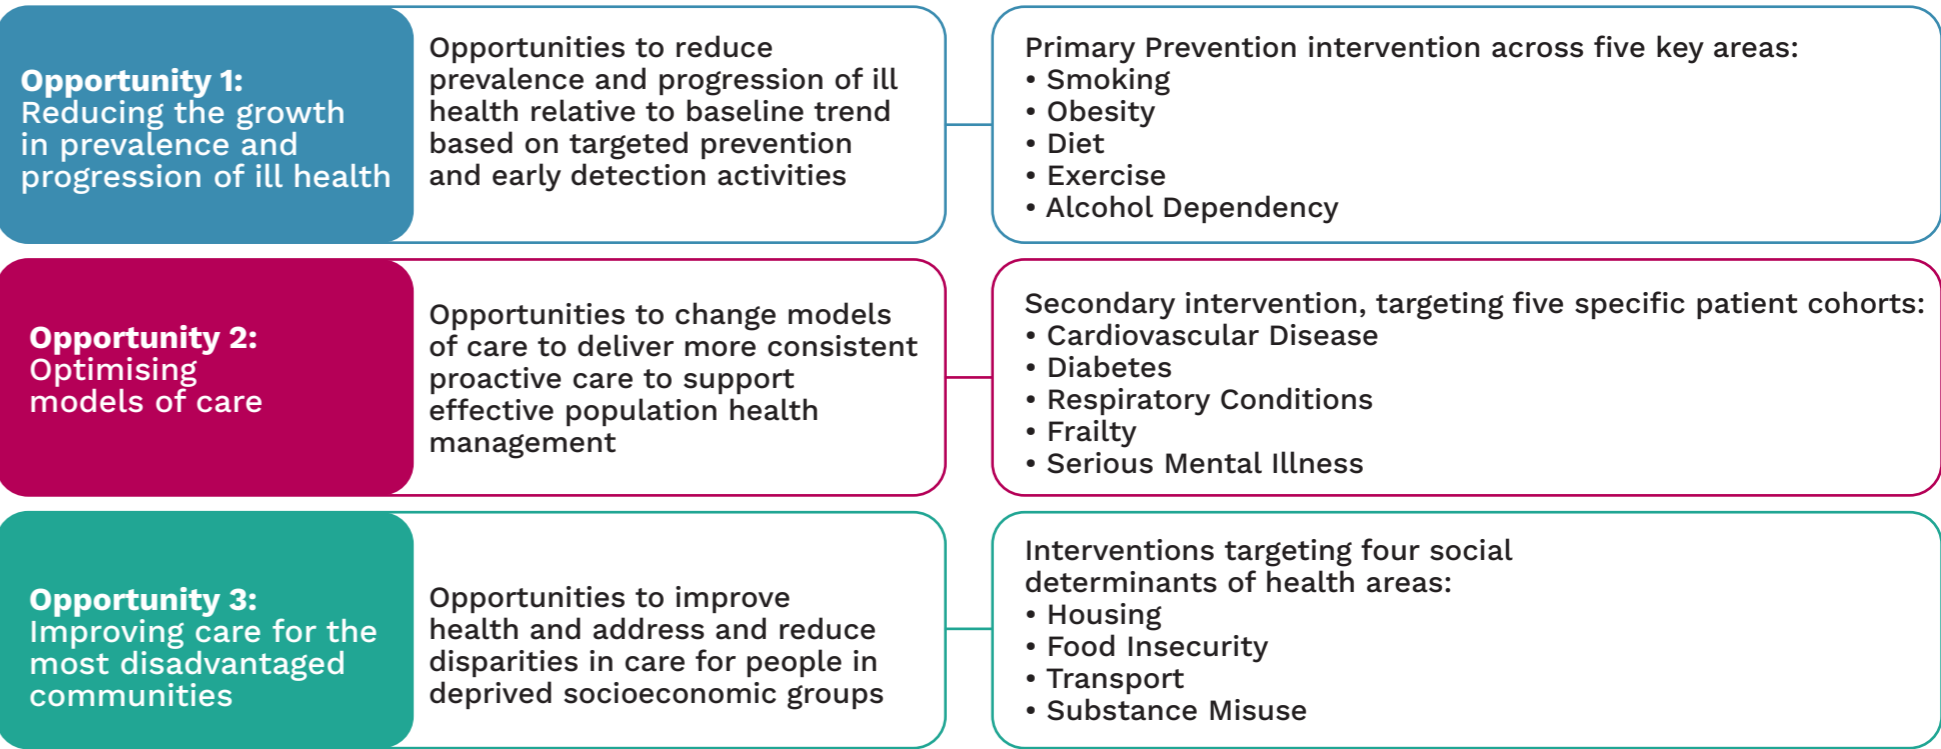 Opportunity 1:
Reducing the growth
in prevalence and
progression of ill health
Opportunities to reduce
prevalence and progression of ill
health relative to baseline trend
based on targeted prevention
and early detection activities
Primary Prevention intervention across five key areas:
• Smoking
• Obesity
• Diet
• Exercise
• Alcohol Dependency
Opportunity 2:
Optimising
models of care
Opportunities to change models
of care to deliver more consistent
proactive care to support
effective population health
management
Secondary intervention, targeting five specific patient cohorts:
• Cardiovascular Disease
• Diabetes
• Respiratory Conditions
• Frailty
• Serious Mental Illness
Opportunity 3:
Improving care for the
most disadvantaged
communities
Opportunities to improve
health and address and reduce
disparities in care for people in
deprived socioeconomic groups
Interventions targeting four social
determinants of health areas:
• Housing
• Food Insecurity
• Transport
• Substance Misuse